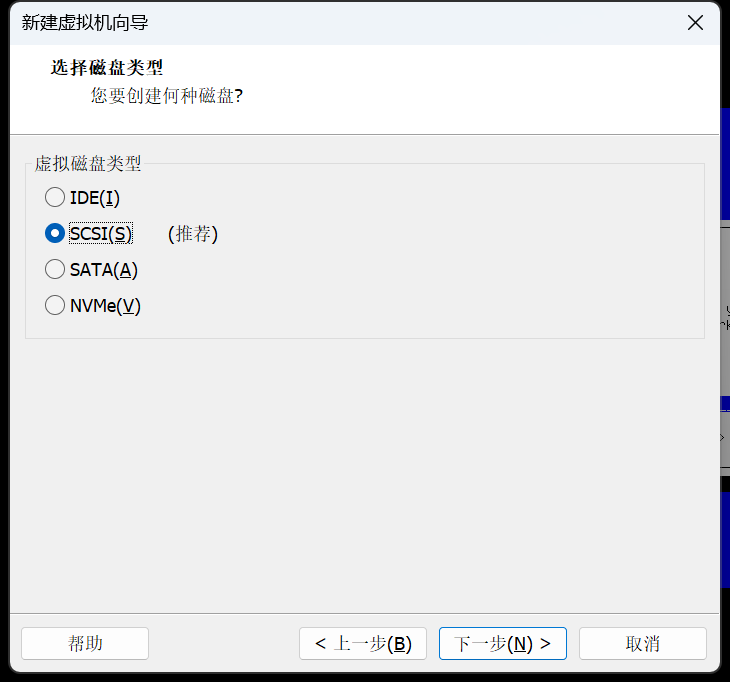 新建虚拟机向导
选择磁盘类型
您要创建何种磁盘?
虚拟磁盘类型
IDE(I)
SCSI(S) (推荐)
SATA(A)
NVMe(V)
帮助 < 上一步(B) 下一步(N) > 取消